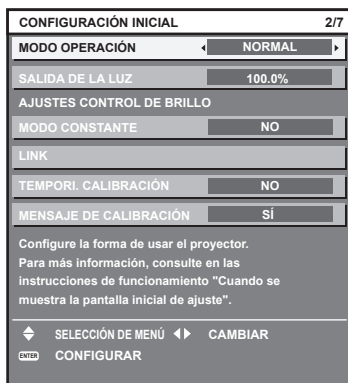 CONFIGURACIÓN INICIAL 2/7
MODO OPERACIÓN NORMAL
SALIDA DE LA LUZ 100.0%
AJUSTES CONTROL DE BRILLO
MODO CONSTANTE NO
LINK
TEMPORI. CALIBRACIÓN NO
MENSAJE DE CALIBRACIÓN SÍ
Configure la forma de usar el proyector.
Para más información, consulte en las
instrucciones de funcionamiento "Cuando se
muestra la pantalla inicial de ajuste".
SELECCIÓN DE MENÚ CAMBIAR
ENTER CONFIGURAR